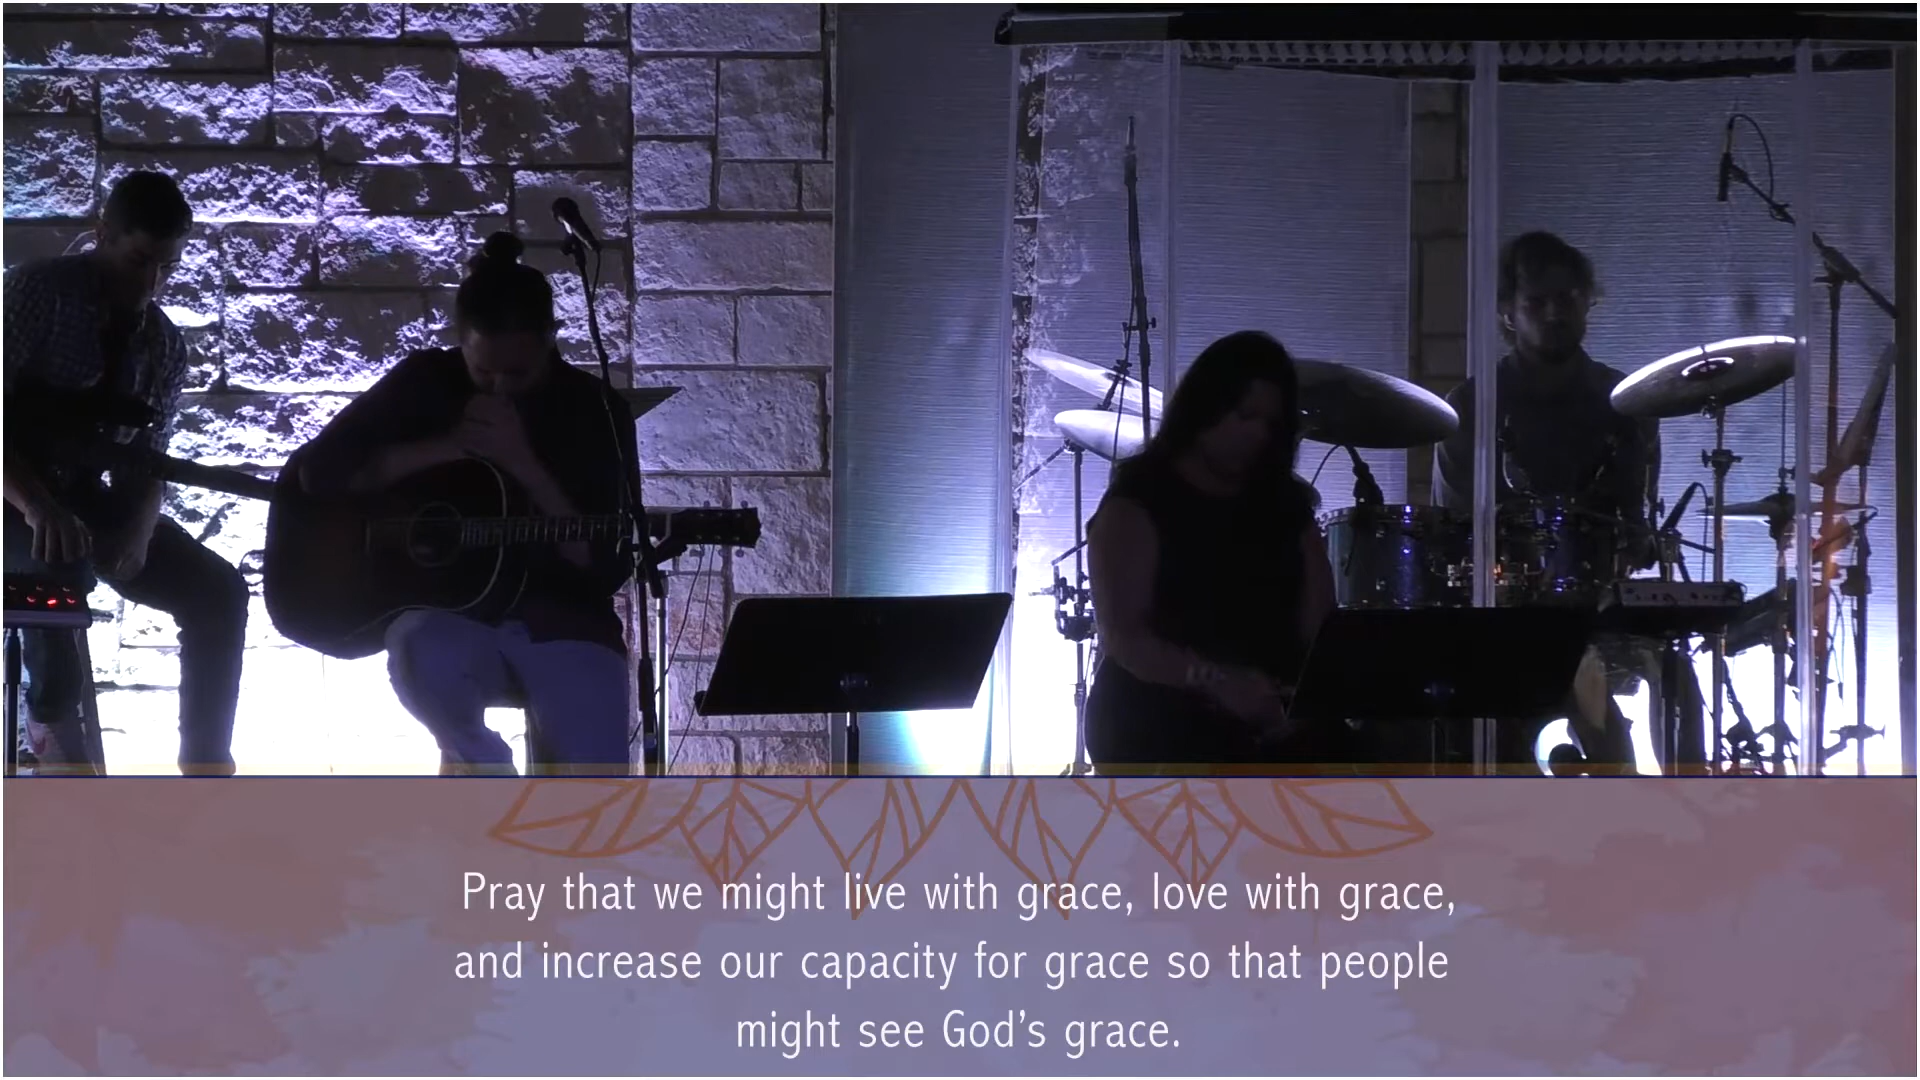 Pray that we might live with grace, love with grace,
and increase our capacity for grace so that people
might see God’s grace.